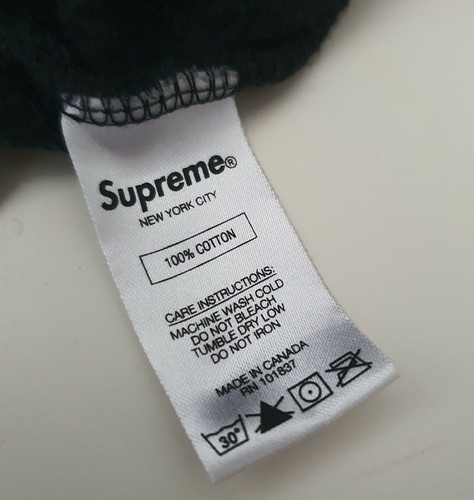 Supreme®
NEW YORK CITY
100% COTTON
CARE INSTRUCTIONS:
MACHINE WASH COLD
DO NOT BLEACH
TUMBLE DRY LOW
DO NOT IRON
MADE IN CANADA
RN 101837
30°